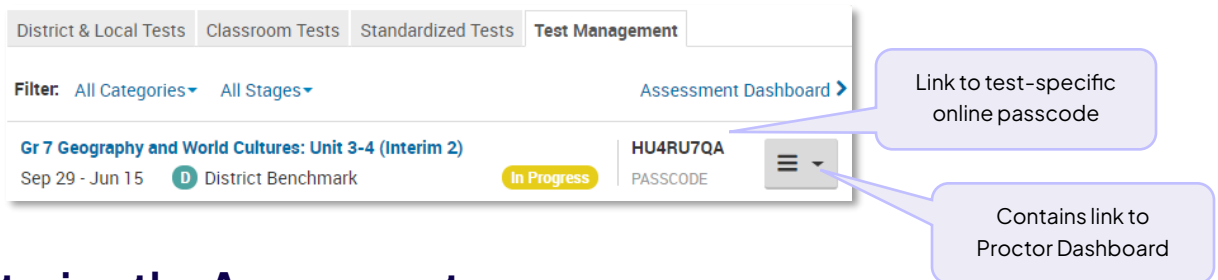 District & Local Tests Classroom Tests Standardized Tests Test Management
Filter: All Categories All Stages Assessment Dashboard
Link to test-specific
online passcode
Gr 7 Geography and World Cultures: Unit 3-4 (Interim 2) HU4RU7QA
Sep 29 - Jun 15 D District Benchmark In Progress PASSCODE
Contains link to
Proctor Dashboard